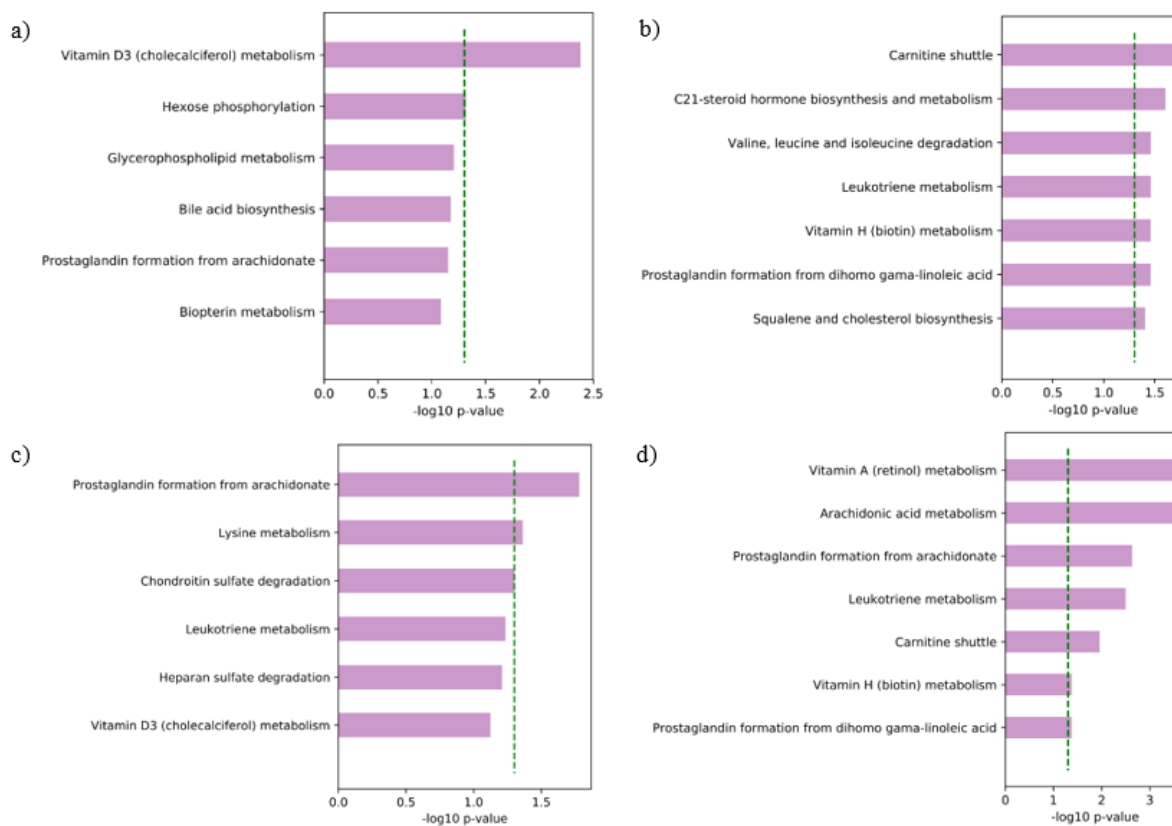 a)
Vitamin D3 (cholecalciferol) metabolism
Hexose phosphorylation
Glycerophospholipid metabolism
Bile acid biosynthesis
Prostaglandin formation from arachidonate
Biopterin metabolism
0.0 0.5 1.0 1.5 2.0 2.5
-log10 p-value
b)
Carnitine shuttle
C21-steroid hormone biosynthesis and metabolism
Valine, leucine and isoleucine degradation
Leukotriene metabolism
Vitamin H (biotin) metabolism
Prostaglandin formation from dihomo gama-linoleic acid
Squalene and cholesterol biosynthesis
0.0 0.5 1.0 1.5
-log10 p-value
c)
Prostaglandin formation from arachidonate
Lysine metabolism
Chondroitin sulfate degradation
Leukotriene metabolism
Heparan sulfate degradation
Vitamin D3 (cholecalciferol) metabolism
0.0 0.5 1.0 1.5
-log10 p-value
d)
Vitamin A (retinol) metabolism
Arachidonic acid metabolism
Prostaglandin formation from arachidonate
Leukotriene metabolism
Carnitine shuttle
Vitamin H (biotin) metabolism
Prostaglandin formation from dihomo gama-linoleic acid
0 1 2 3
-log10 p-value